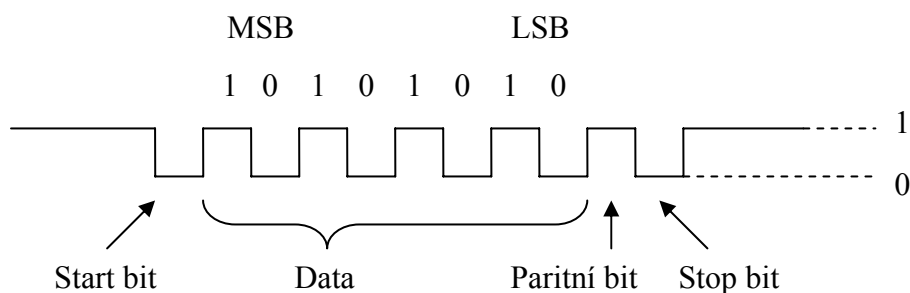 MSB LSB
1 0 1 0 1 0 1 0
1
0
Start bit Data Paritní bit Stop bit